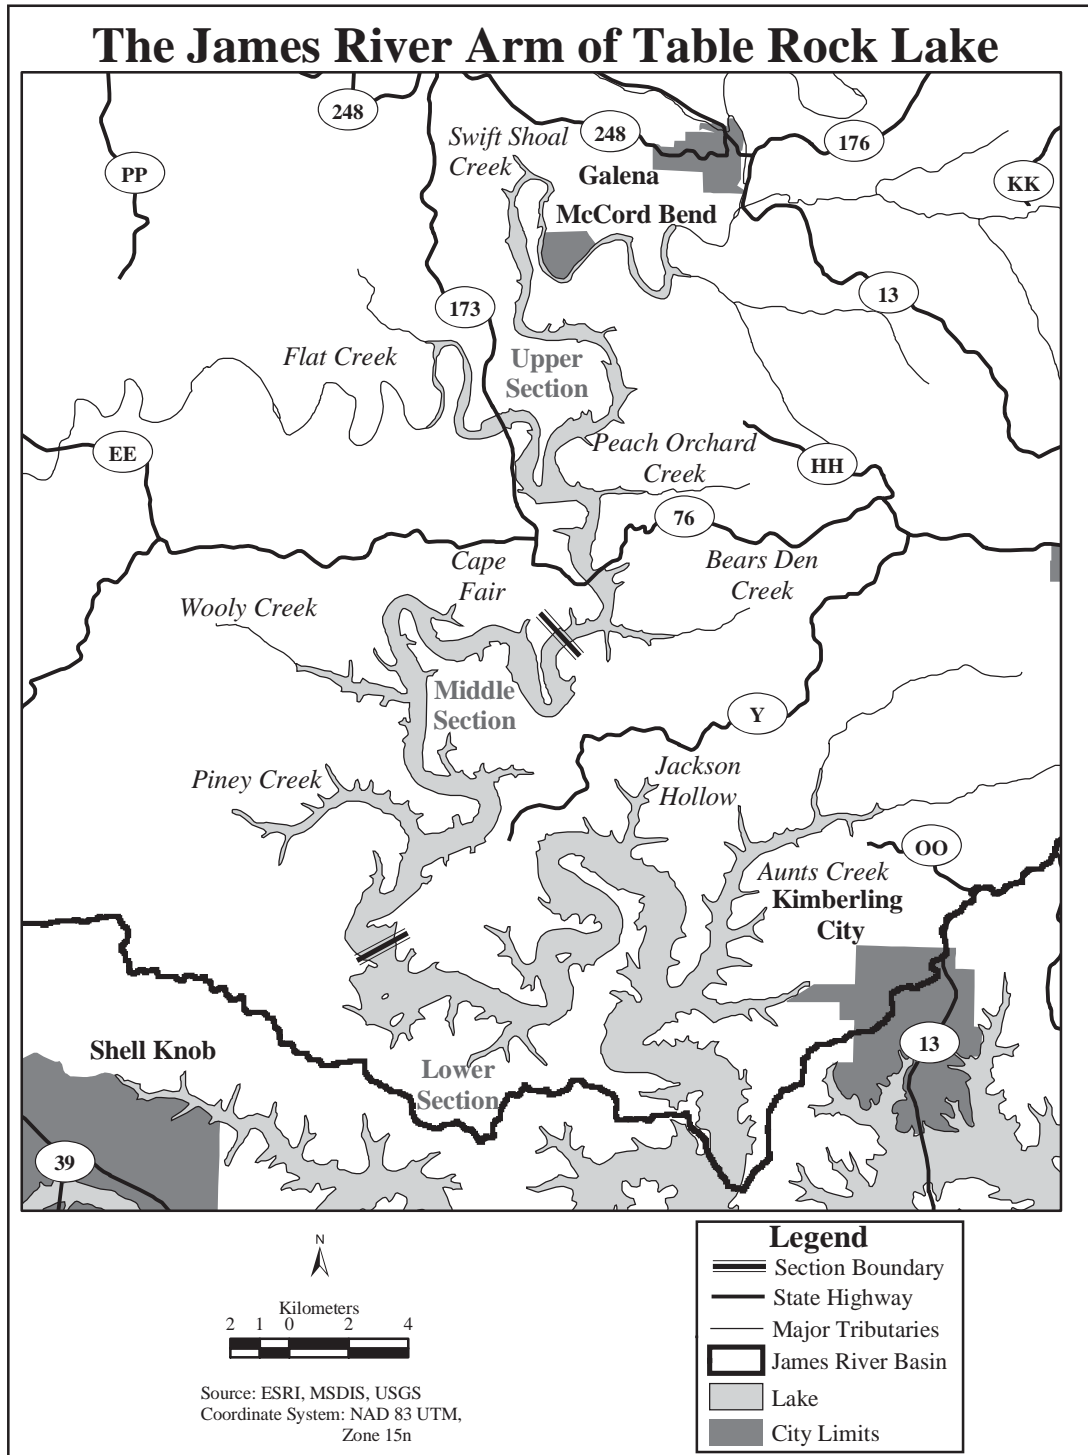 The James River Arm of Table Rock Lake
248
Swift Shoal
Creek
248
176
PP
Galena
KK
McCord Bend
13
173
Flat Creek
Upper
Section
Peach Orchard
Creek
EE
HH
76
Cape
Fair
Bears Den
Creek
Wooly Creek
Middle
Section
Y
Piney Creek
Jackson
Hollow
OO
Aunts Creek
Kimberling
City
Shell Knob
13
Lower
Section
39
N
Kilometers
2 1 0 2 4
Source: ESRI, MSDIS, USGS
Coordinate System: NAD 83 UTM,
Zone 15n
Legend
Section Boundary
State Highway
Major Tributaries
James River Basin
Lake
City Limits